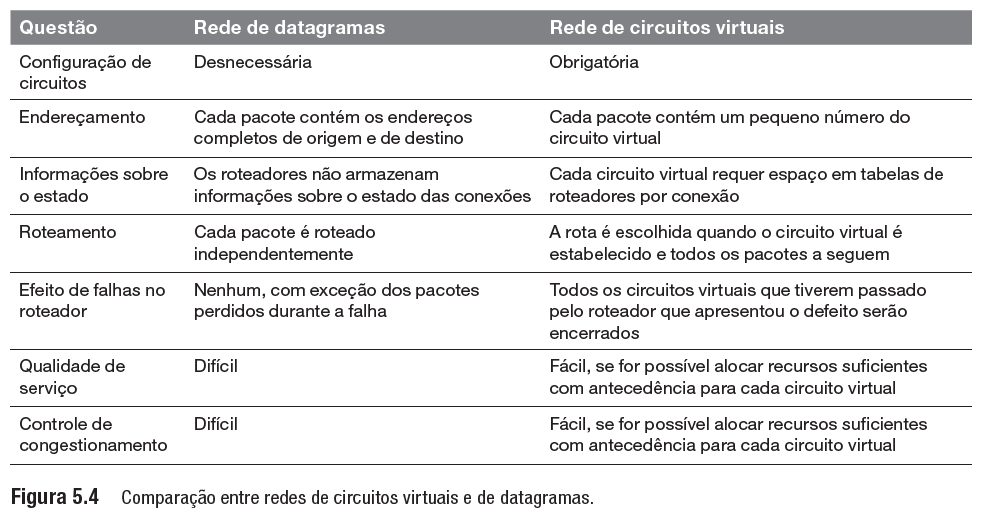 Questão Rede de datagramas Rede de circuitos virtuais
Configuração de Desnecessária Obrigatória
circuitos
Endereçamento Cada pacote contém os endereços Cada pacote contém um pequeno número do
completos de origem e de destino circuito virtual
Informações sobre Os roteadores não armazenam Cada circuito virtual requer espaço em tabelas de
o estado informações sobre o estado das conexões roteadores por conexão
Roteamento Cada pacote é roteado A rota é escolhida quando o circuito virtual é
independentemente estabelecido e todos os pacotes a seguem
Efeito de falhas no Nenhum, com exceção dos pacotes Todos os circuitos virtuais que tiverem passado
roteador perdidos durante a falha pelo roteador que apresentou o defeito serão
encerrados
Qualidade de Difícil Fácil, se for possível alocar recursos suficientes
serviço com antecedência para cada circuito virtual
Controle de Difícil Fácil, se for possível alocar recursos suficientes
congestionamento com antecedência para cada circuito virtual
Figura 5.4 Comparação entre redes de circuitos virtuais e de datagramas.